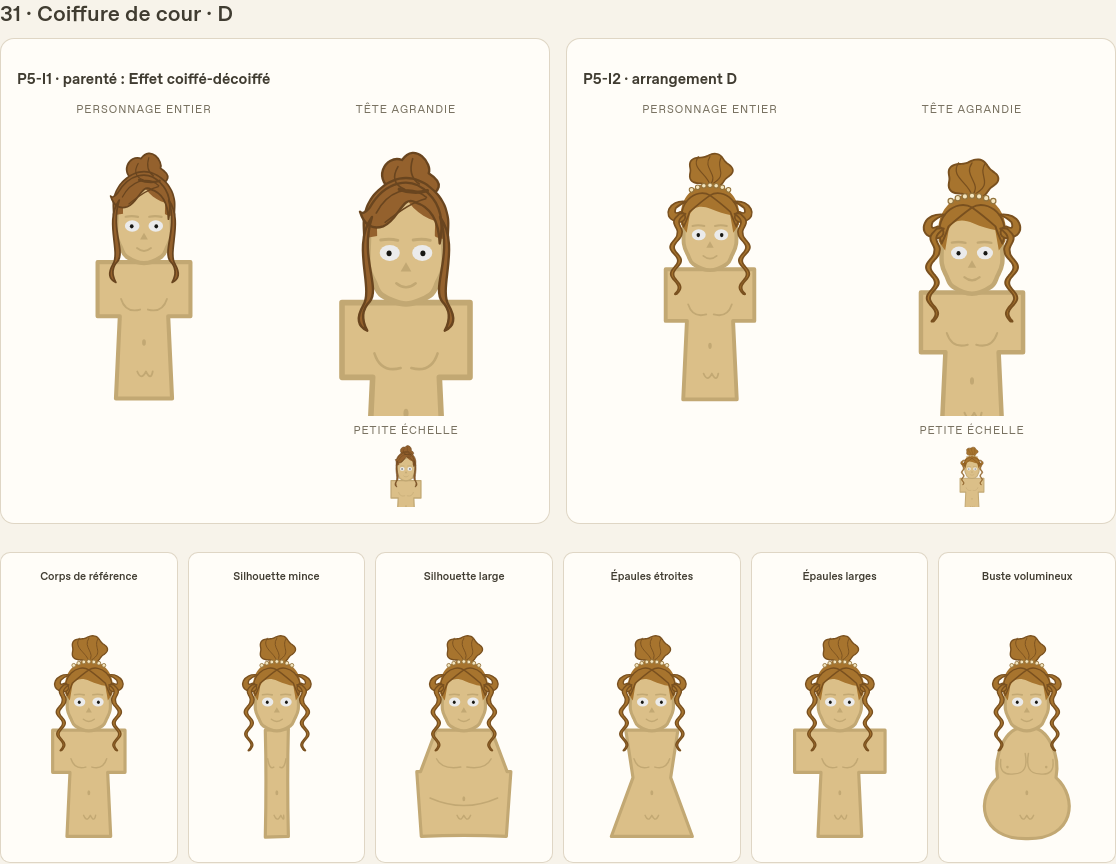 31 · Coiffure de cour · D
P5-I1 · parenté : Effet coiffé-décoiffé
PERSONNAGE ENTIER
TÊTE AGRANDIE
PETITE ÉCHELLE
P5-I2 · arrangement D
PERSONNAGE ENTIER
TÊTE AGRANDIE
PETITE ÉCHELLE
Corps de référence
Silhouette mince
Silhouette large
Épaules étroites
Épaules larges
Buste volumineux